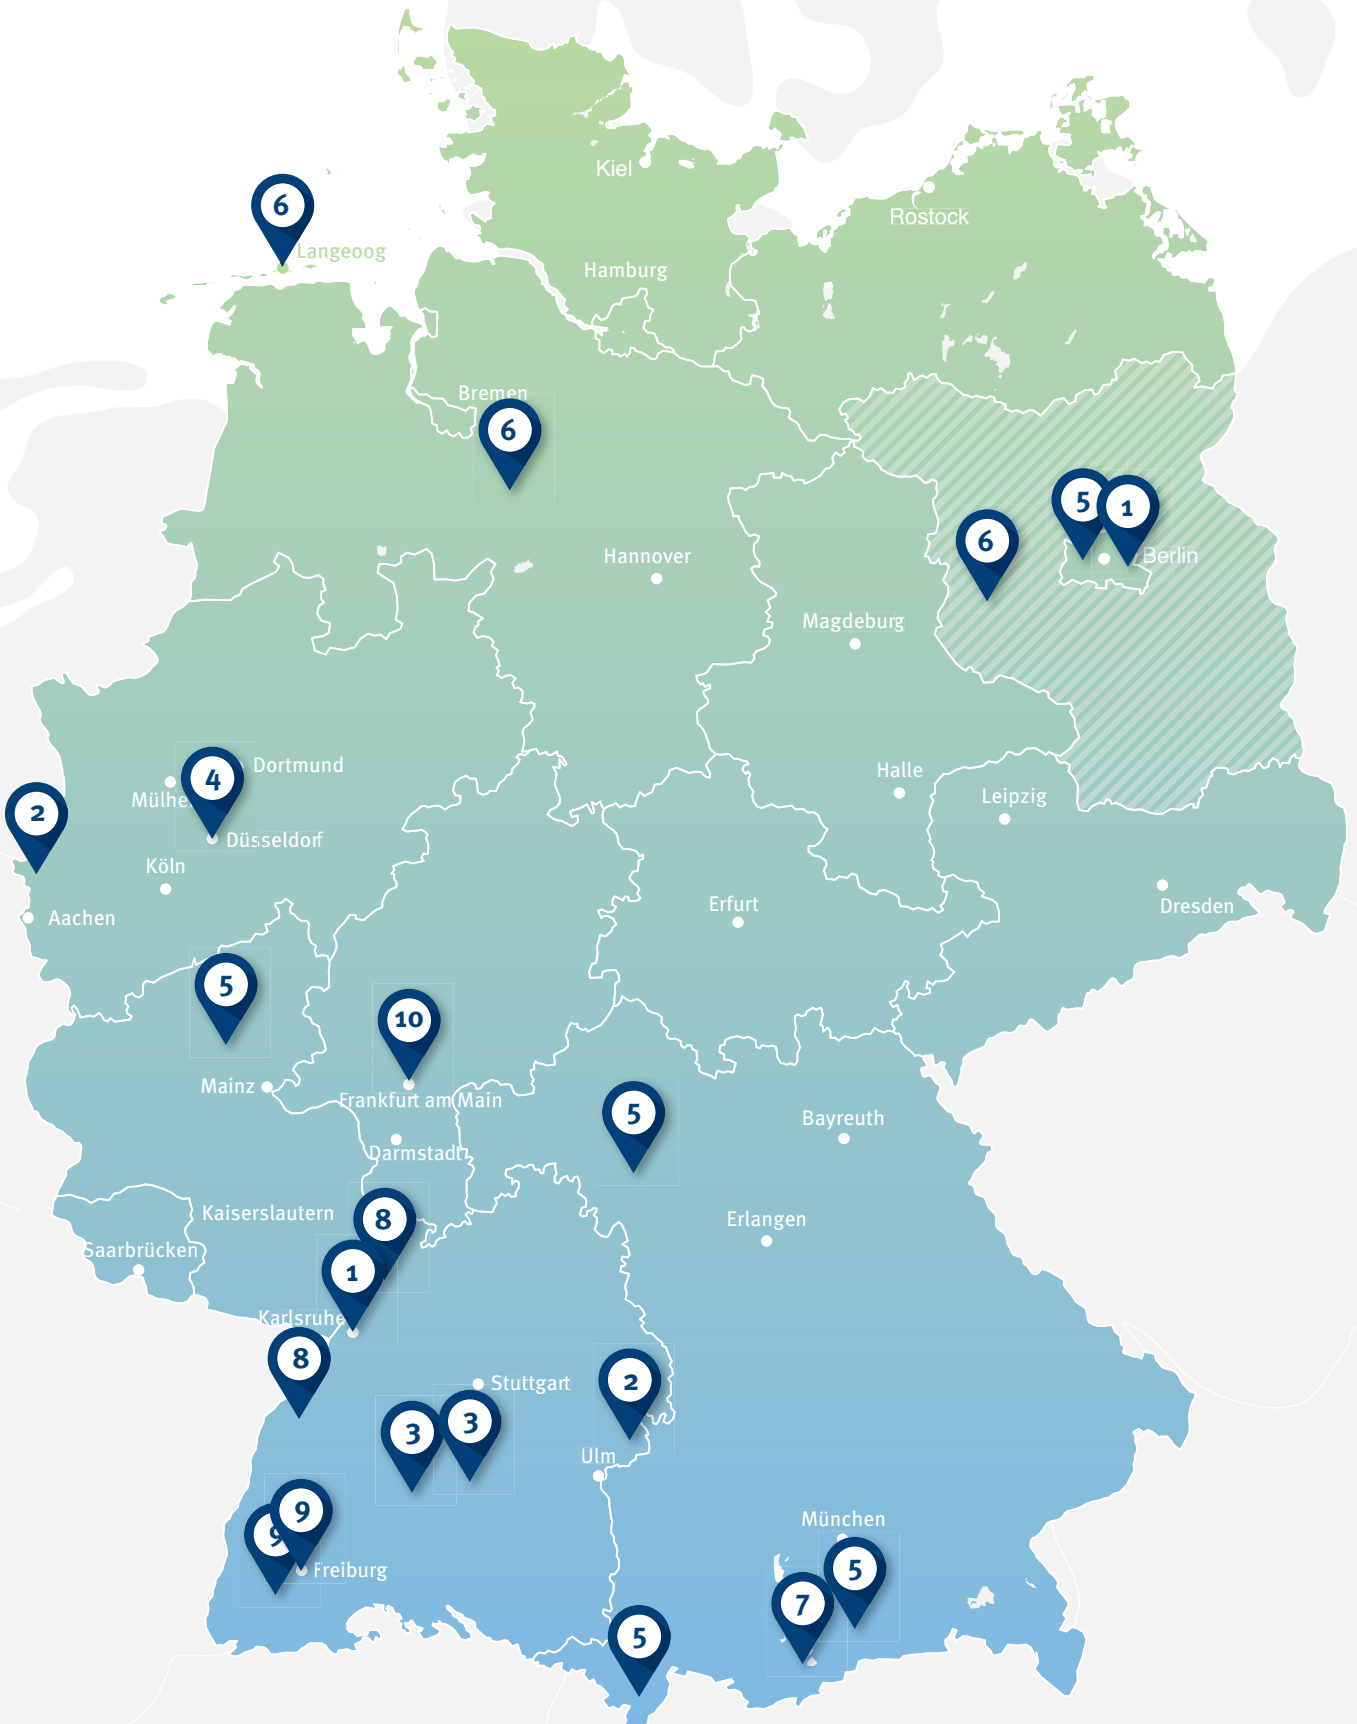 Kiel
6
Rostock
Langeoog
Hamburg
Bremen
6
5
1
6
Hannover
Berlin
Magdeburg
Dortmund
4
Halle
Mülhe
2
Leipzig
Düsseldorf
Köln
Erfurt
Dresden
Aachen
5
10
Mainz
Frankfurt am Main
5
Bayreuth
Darmstadt
Kaiserslautern
8
Erlangen
Saarbrücken
1
Karlsruhe
8
2
Stuttgart
3
3
Ulm
9
9
München
Freiburg
5
7
5